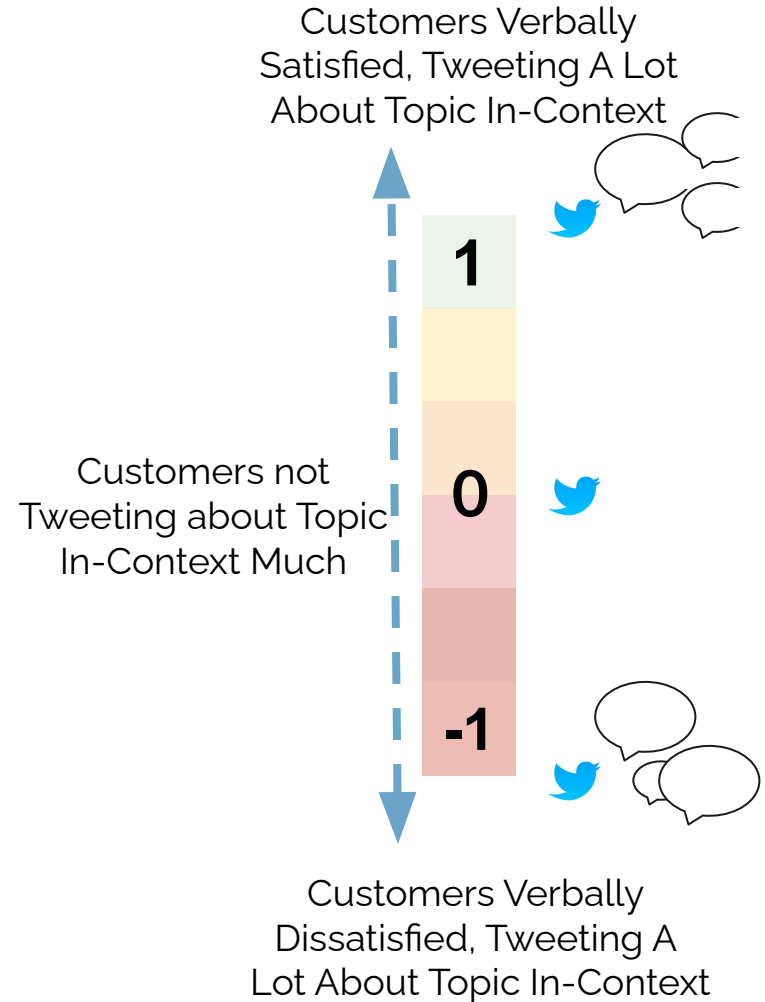 Customers Verbally
Satisfied, Tweeting A Lot
About Topic In-Context
1
Customers not
Tweeting about Topic
In-Context Much
0
-1
Customers Verbally
Dissatisfied, Tweeting A
Lot About Topic In-Context